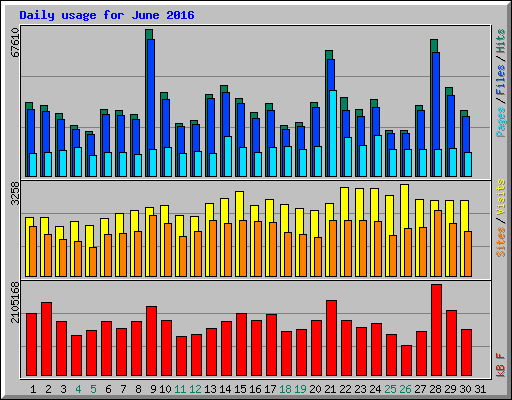 Daily usage for June 2016
67610
Pages / Files / Hits
3258
Sites / Visits
2105168
kB F
1 2 3 4 5 6 7 8 9 10 11 12 13 14 15 16 17 18 19 20 21 22 23 24 25 26 27 28 29 30 31